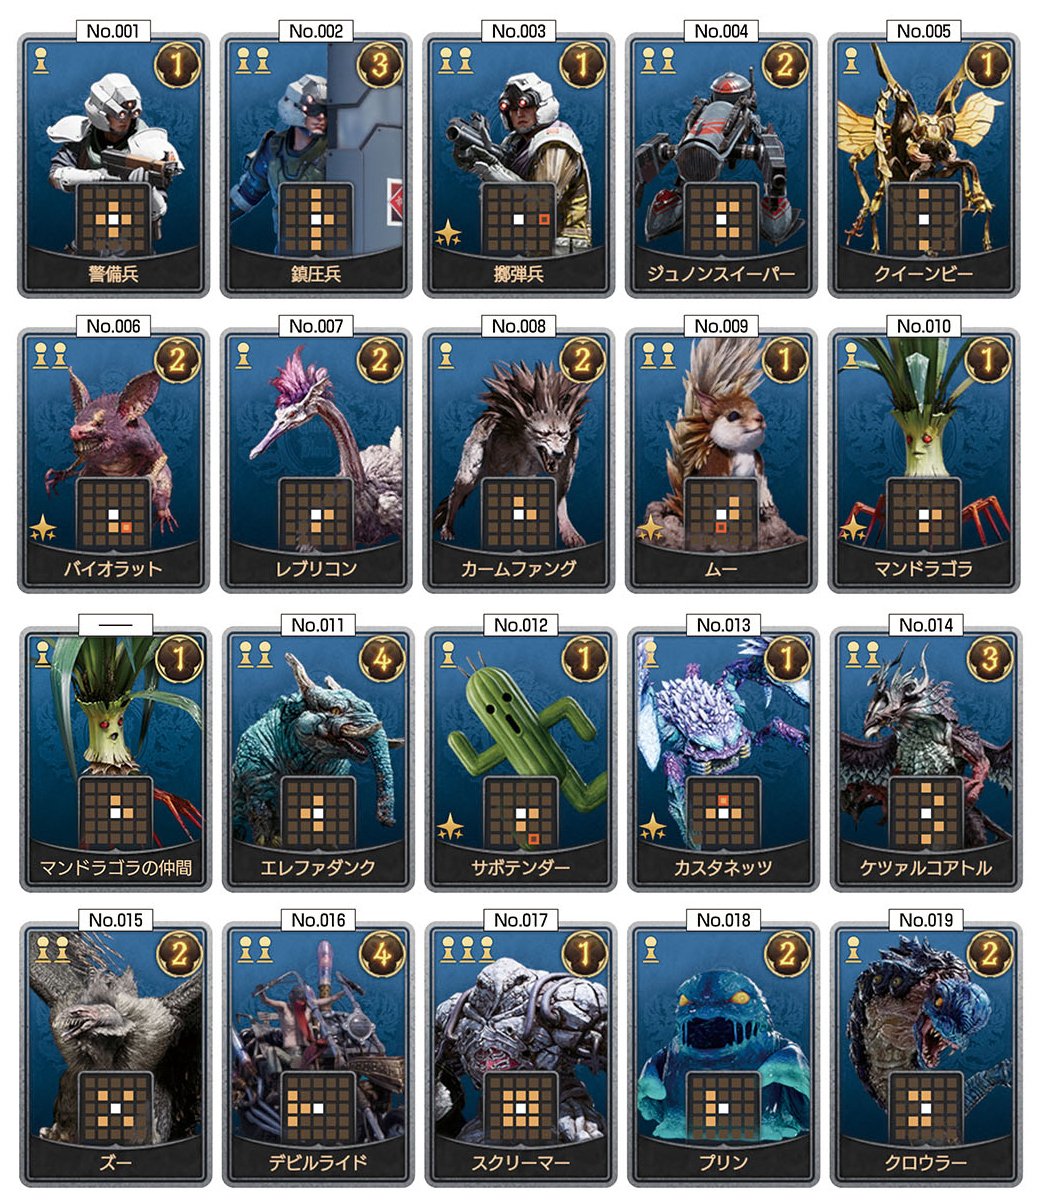 No.001
1
警備兵
No.002
3
鎮圧兵
No.003
1
擲弾兵
No.004
2
ジュノンスイーパー
No.005
1
クイーンビー
No.006
2
バイオラット
No.007
2
レブリコン
No.008
2
カームファング
No.009
1
ムー
No.010
1
マンドラゴラ
1
マンドラゴラの仲間
No.011
4
エレファダンク
No.012
1
サボテンダー
No.013
1
カスタネッツ
No.014
3
ケツァルコアトル
No.015
2
ズー
No.016
4
デビルライド
No.017
1
スクリーマー
No.018
2
プリン
No.019
2
クロウラー